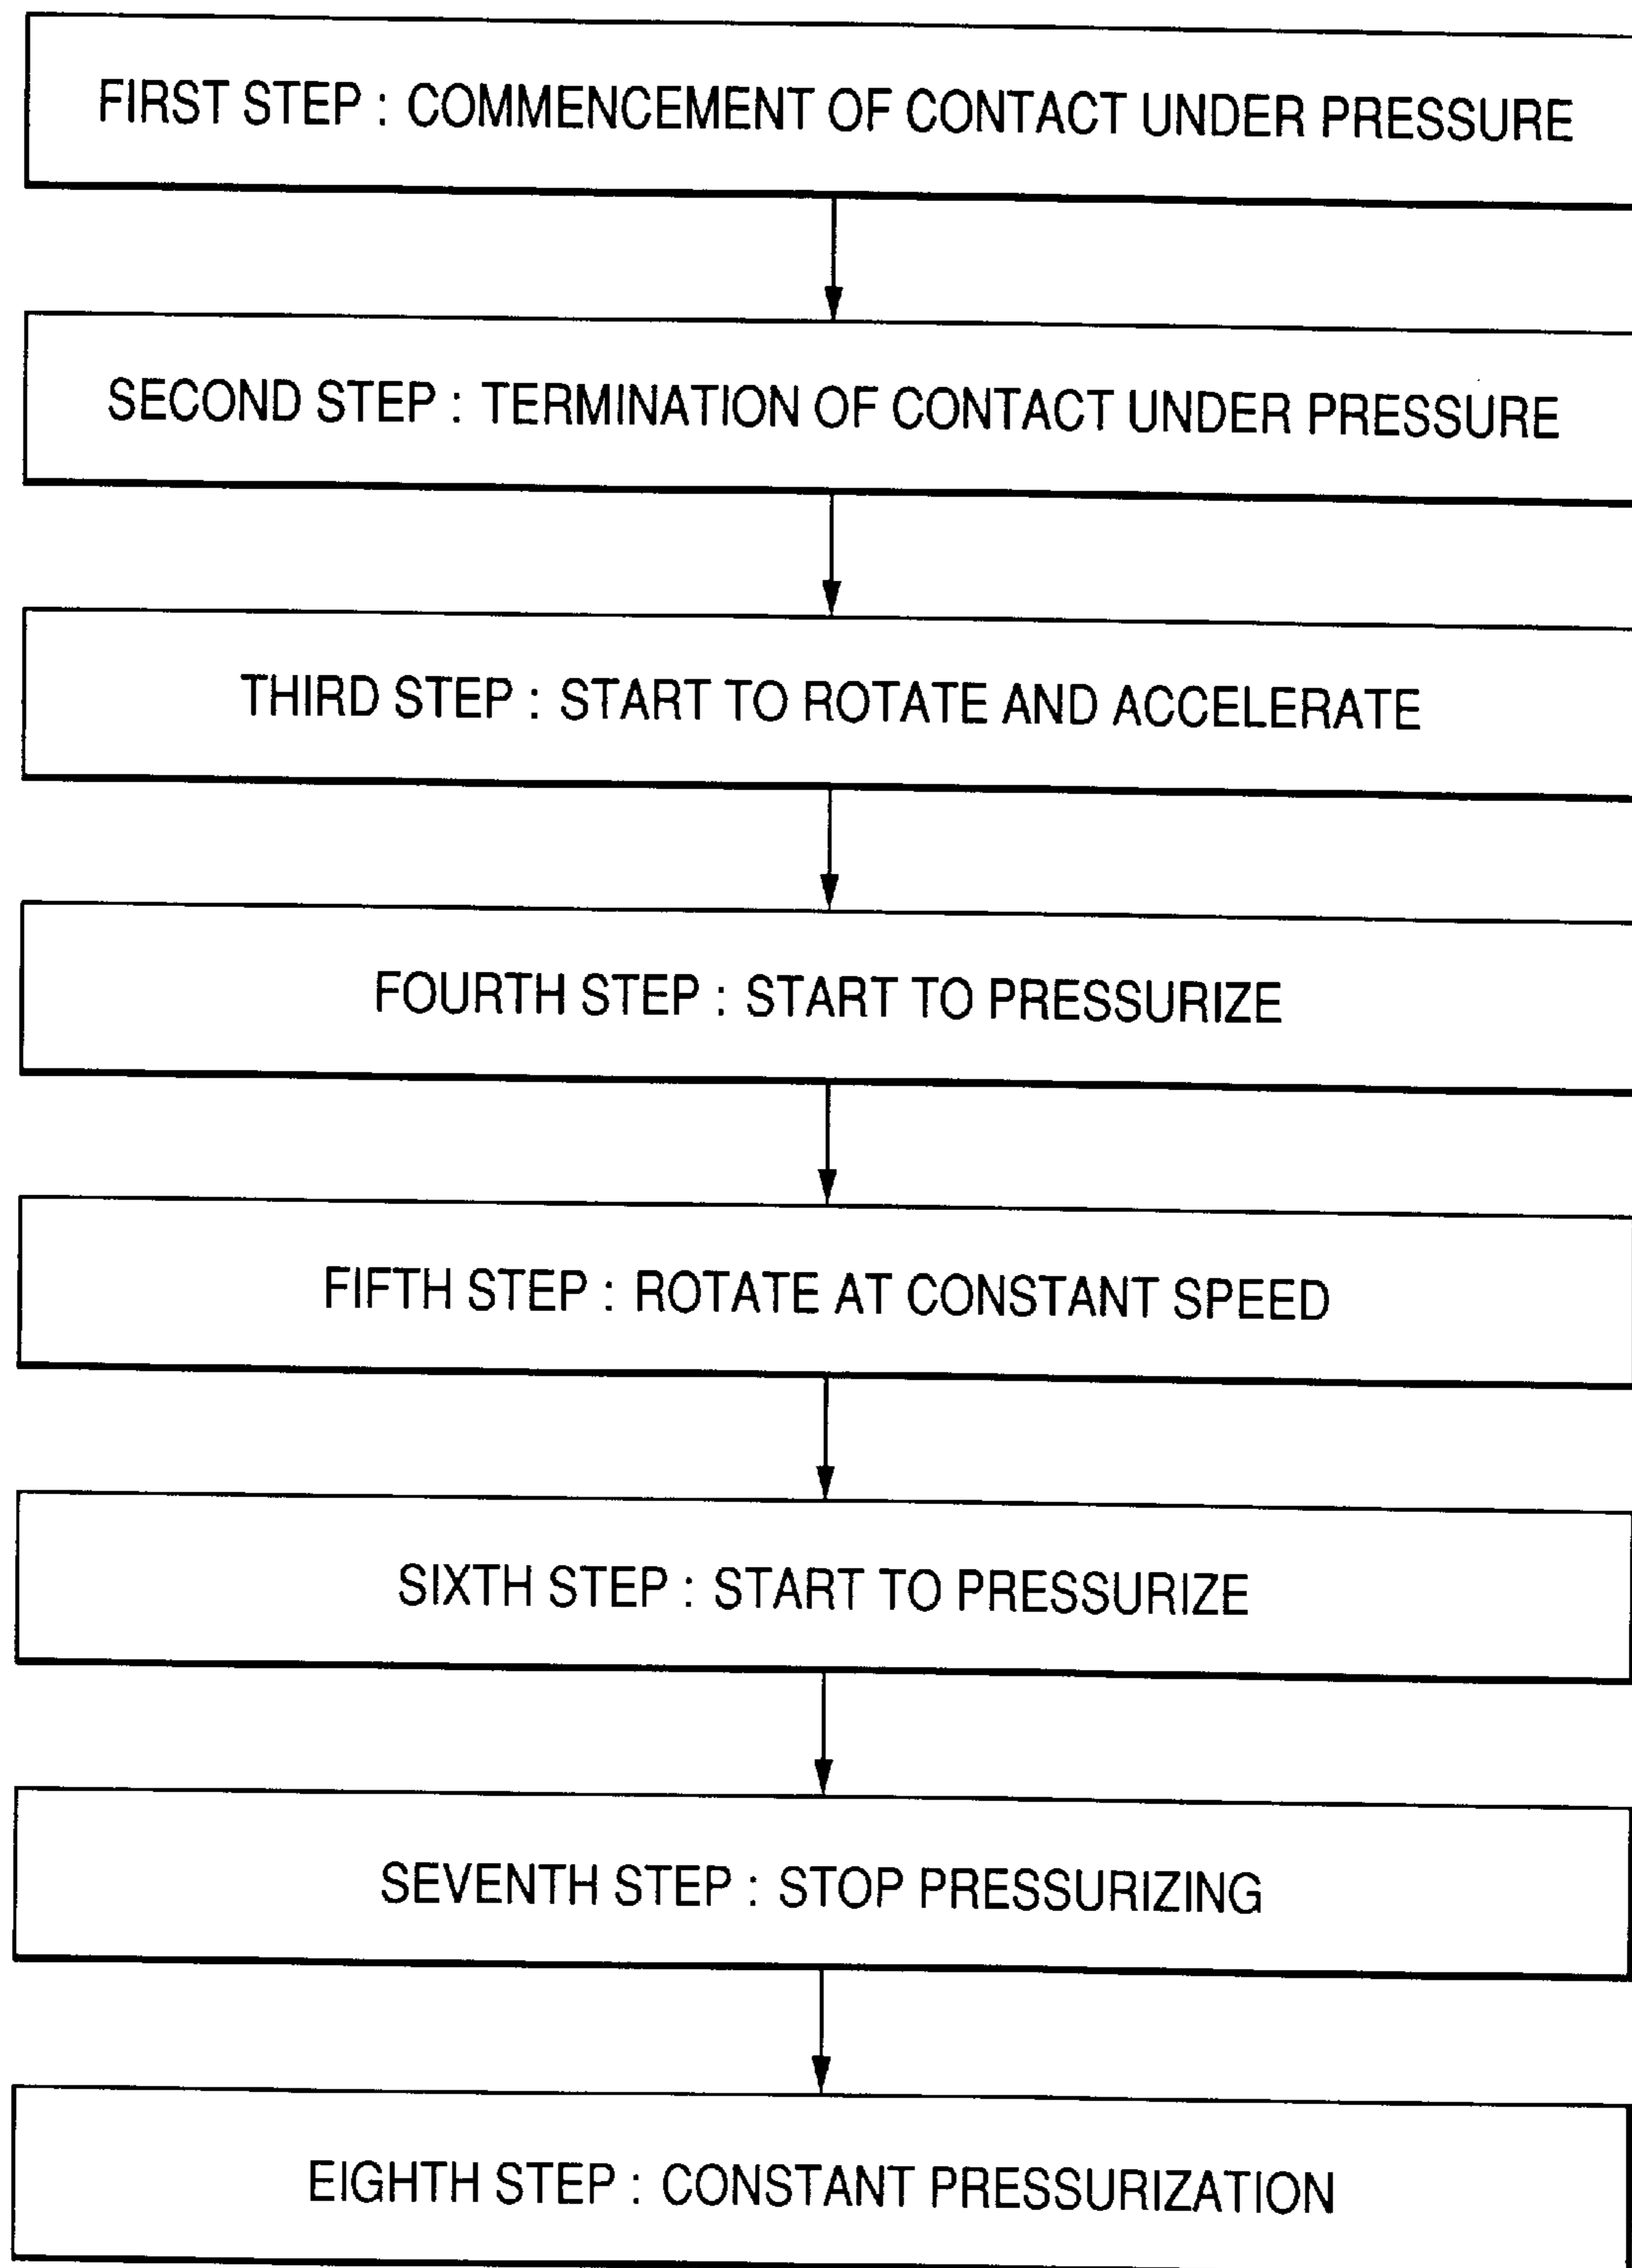 FIRST STEP : COMMENCEMENT OF CONTACT UNDER PRESSURE
SECOND STEP : TERMINATION OF CONTACT UNDER PRESSURE
THIRD STEP : START TO ROTATE AND ACCELERATE
FOURTH STEP : START TO PRESSURIZE
FIFTH STEP : ROTATE AT CONSTANT SPEED
SIXTH STEP : START TO PRESSURIZE
SEVENTH STEP : STOP PRESSURIZING
EIGHTH STEP : CONSTANT PRESSURIZATION